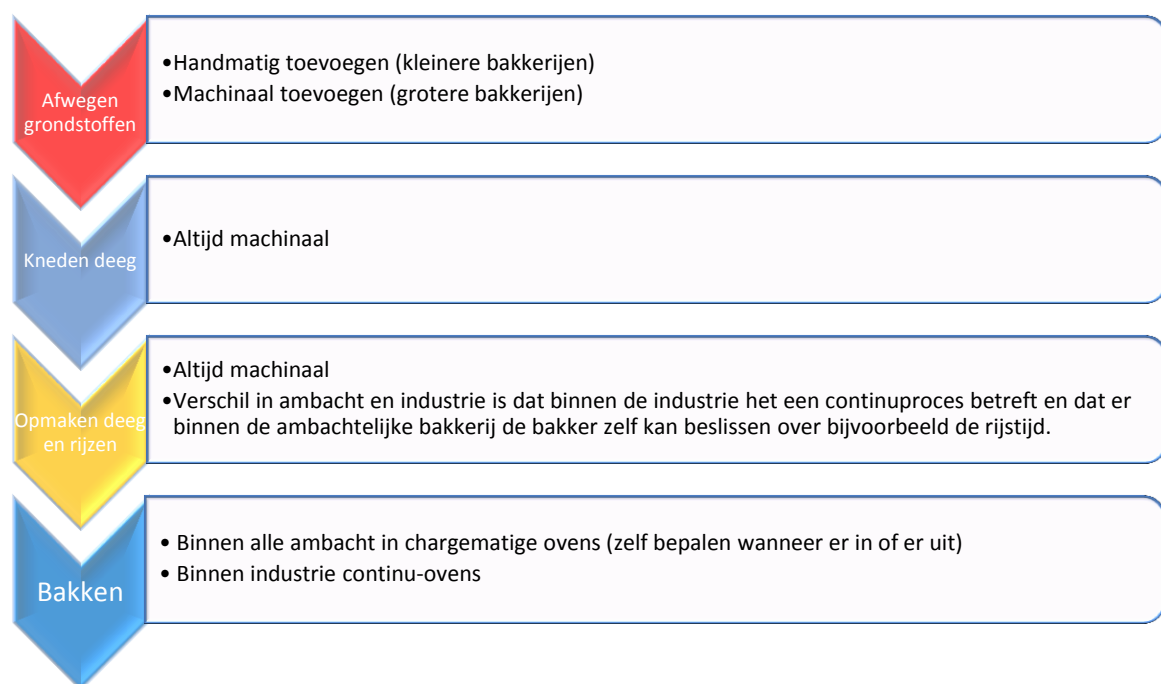 Afwegen
grondstoffen
•Handmatig toevoegen (kleinere bakkerijen)
•Machinaal toevoegen (grotere bakkerijen)
Kneden deeg
•Altijd machinaal
Opmaken deeg
en rijzen
•Altijd machinaal
•Verschil in ambacht en industrie is dat binnen de industrie het een continuproces betreft en dat er
binnen de ambachtelijke bakkerij de bakker zelf kan beslissen over bijvoorbeeld de rijstijd.
Bakken
• Binnen alle ambacht in chargematige ovens (zelf bepalen wanneer er in of er uit)
• Binnen industrie continu-ovens